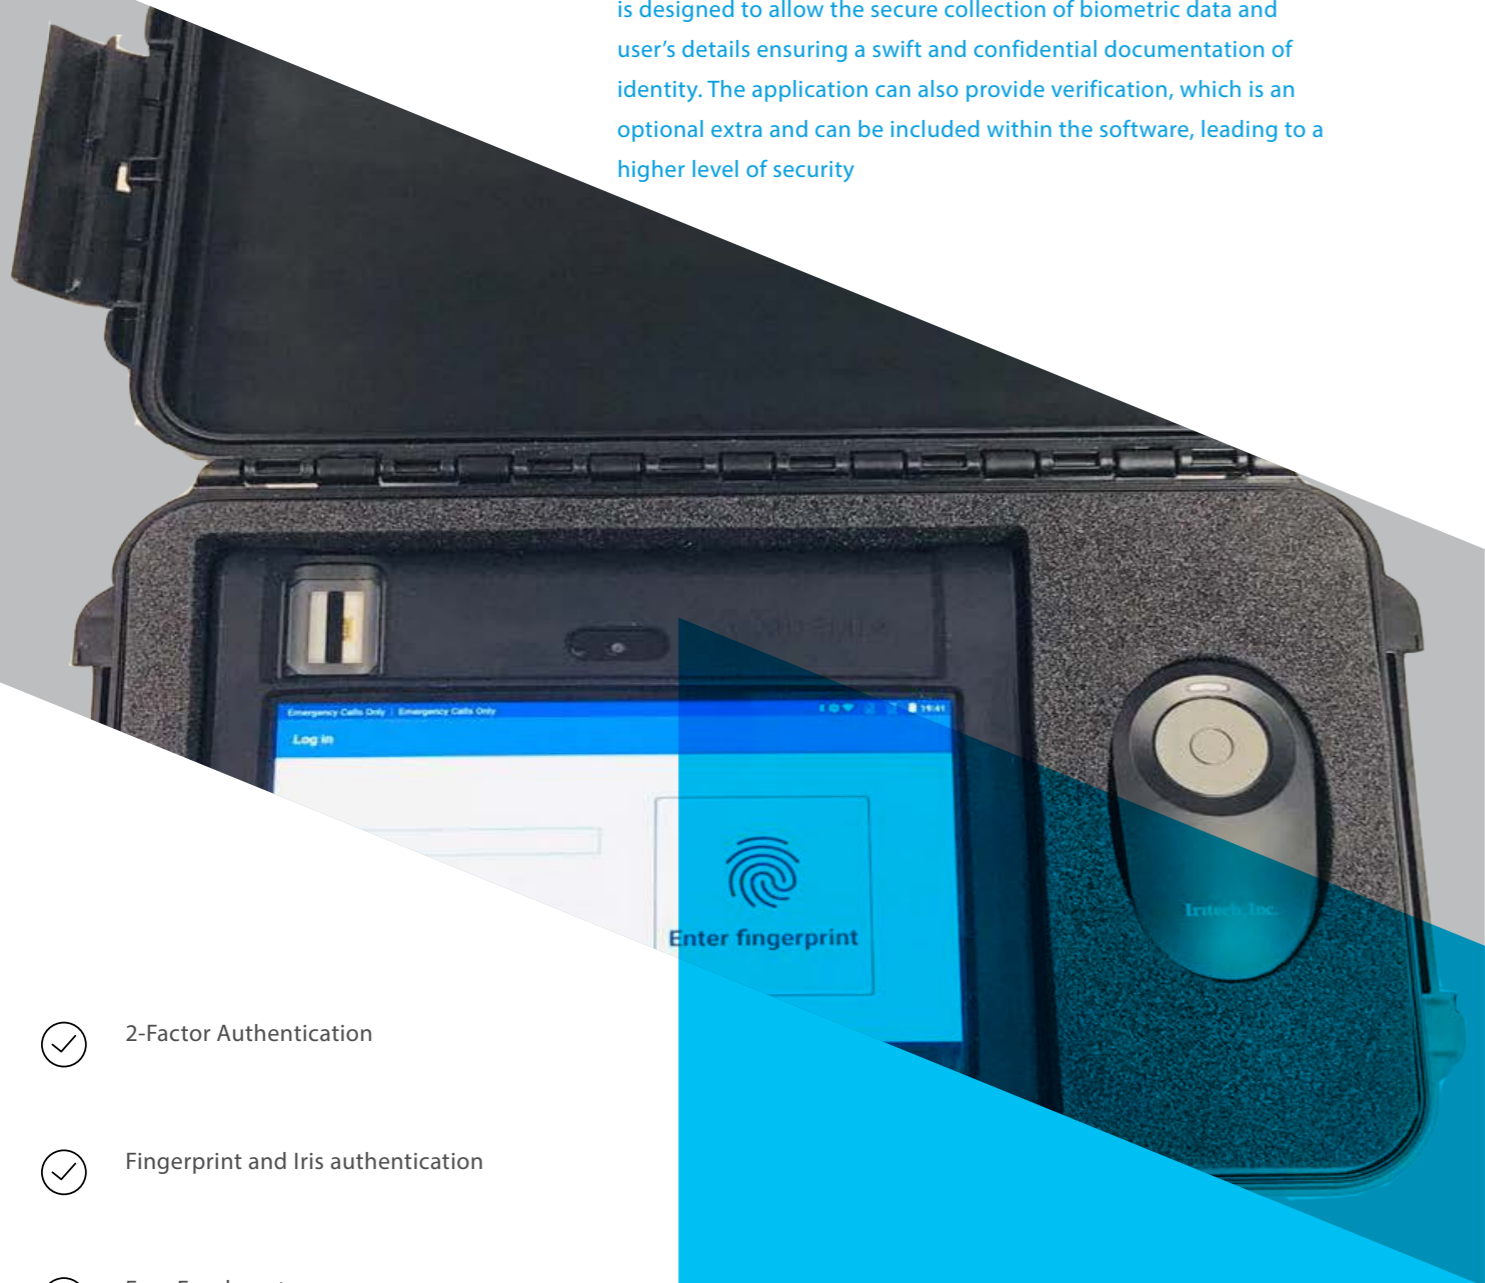 is designed to allow the secure collection of biometric data and
user’s details ensuring a swift and confidential documentation of
identity. The application can also provide verification, which is an
optional extra and can be included within the software, leading to a
higher level of security
Emergency Calls Only | Emergency Calls Only
19:41
Log in
Enter fingerprint
Iritech, Inc.
2-Factor Authentication
Fingerprint and Iris authentication